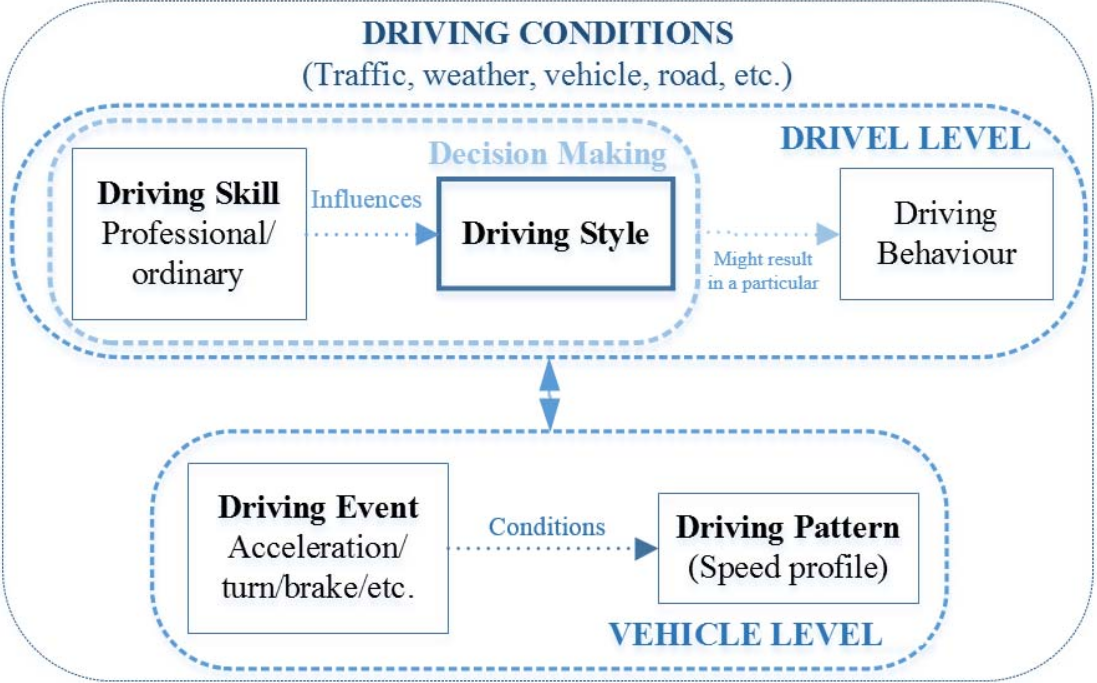 DRIVING CONDITIONS
(Traffic, weather, vehicle, road, etc.)
DRIVEL LEVEL
Decision Making
Driving Skill
Professional/
ordinary
Influences
Driving Style
Might result
in a particular
Driving
Behaviour
Driving Event
Acceleration/
turn/brake/etc.
Conditions
Driving Pattern
(Speed profile)
VEHICLE LEVEL